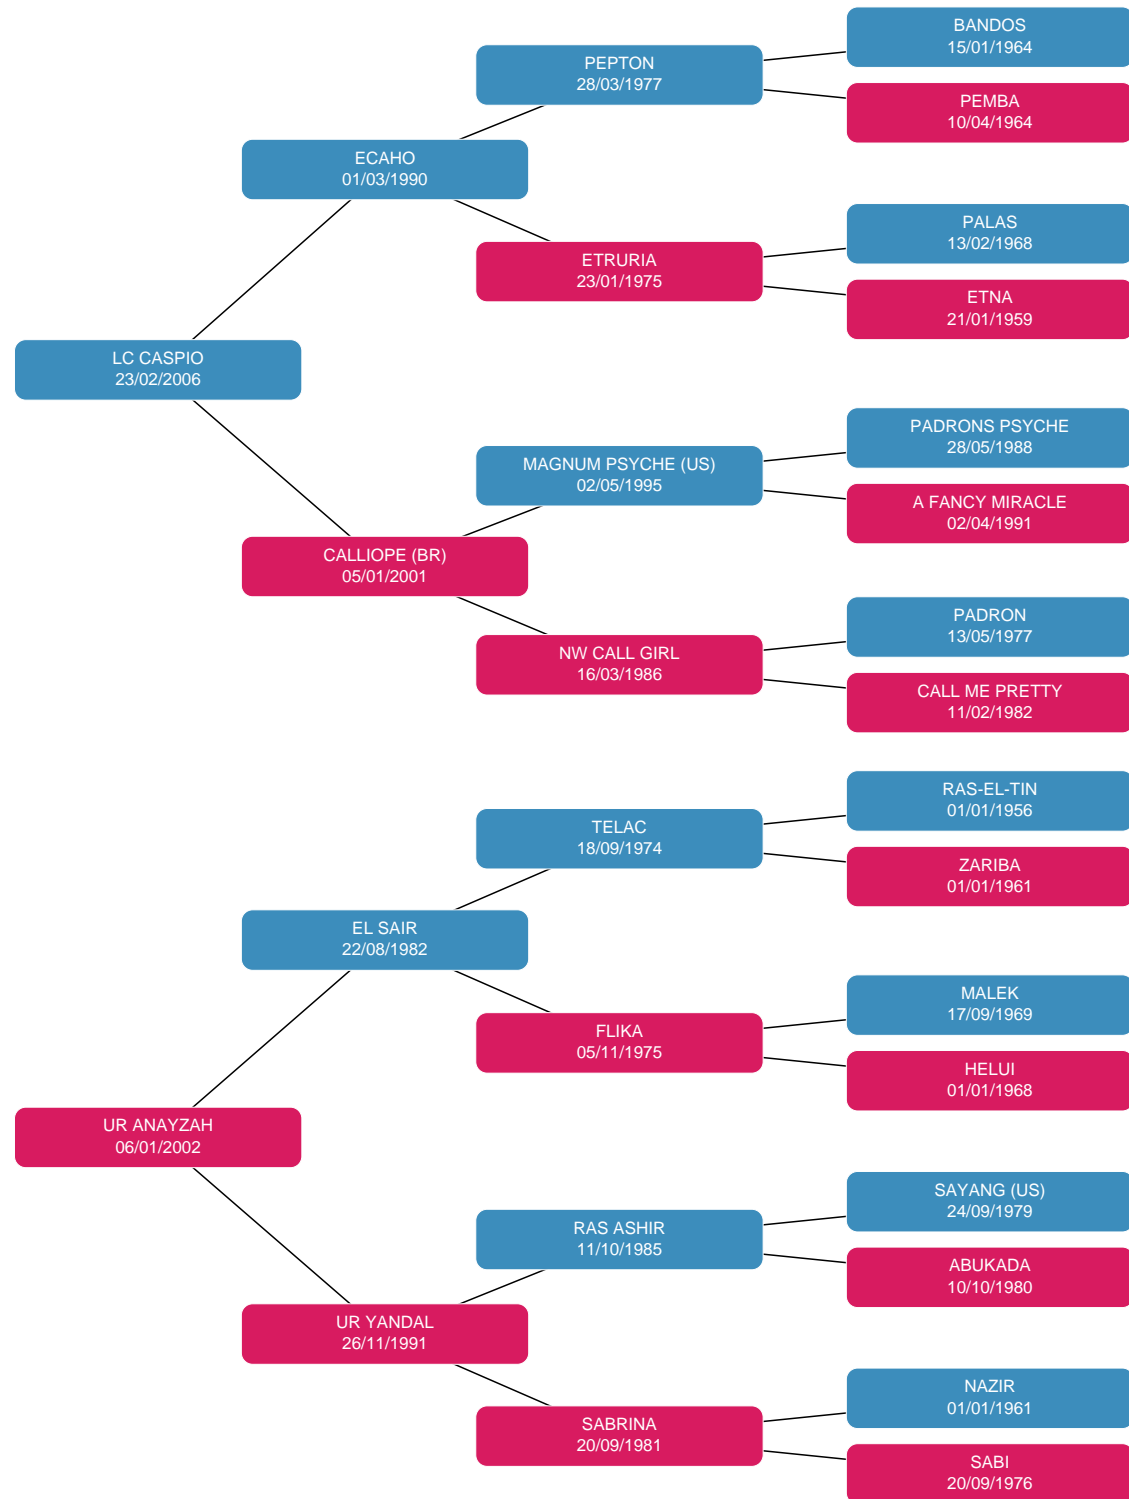 BANDOS
15/01/1964
PEPTON
28/03/1977
PEMBA
10/04/1964
ECAHO
01/03/1990
PALAS
13/02/1968
ETRURIA
23/01/1975
ETNA
21/01/1959
LC CASPIO
23/02/2006
PADRONS PSYCHE
28/05/1988
MAGNUM PSYCHE (US)
02/05/1995
A FANCY MIRACLE
02/04/1991
CALLIOPE (BR)
05/01/2001
PADRON
13/05/1977
NW CALL GIRL
16/03/1986
CALL ME PRETTY
11/02/1982
RAS-EL-TIN
01/01/1956
TELAC
18/09/1974
ZARIBA
01/01/1961
EL SAIR
22/08/1982
MALEK
17/09/1969
FLIKA
05/11/1975
HELUI
01/01/1968
UR ANAYZAH
06/01/2002
SAYANG (US)
24/09/1979
RAS ASHIR
11/10/1985
ABUKADA
10/10/1980
UR YANDAL
26/11/1991
NAZIR
01/01/1961
SABRINA
20/09/1981
SABI
20/09/1976